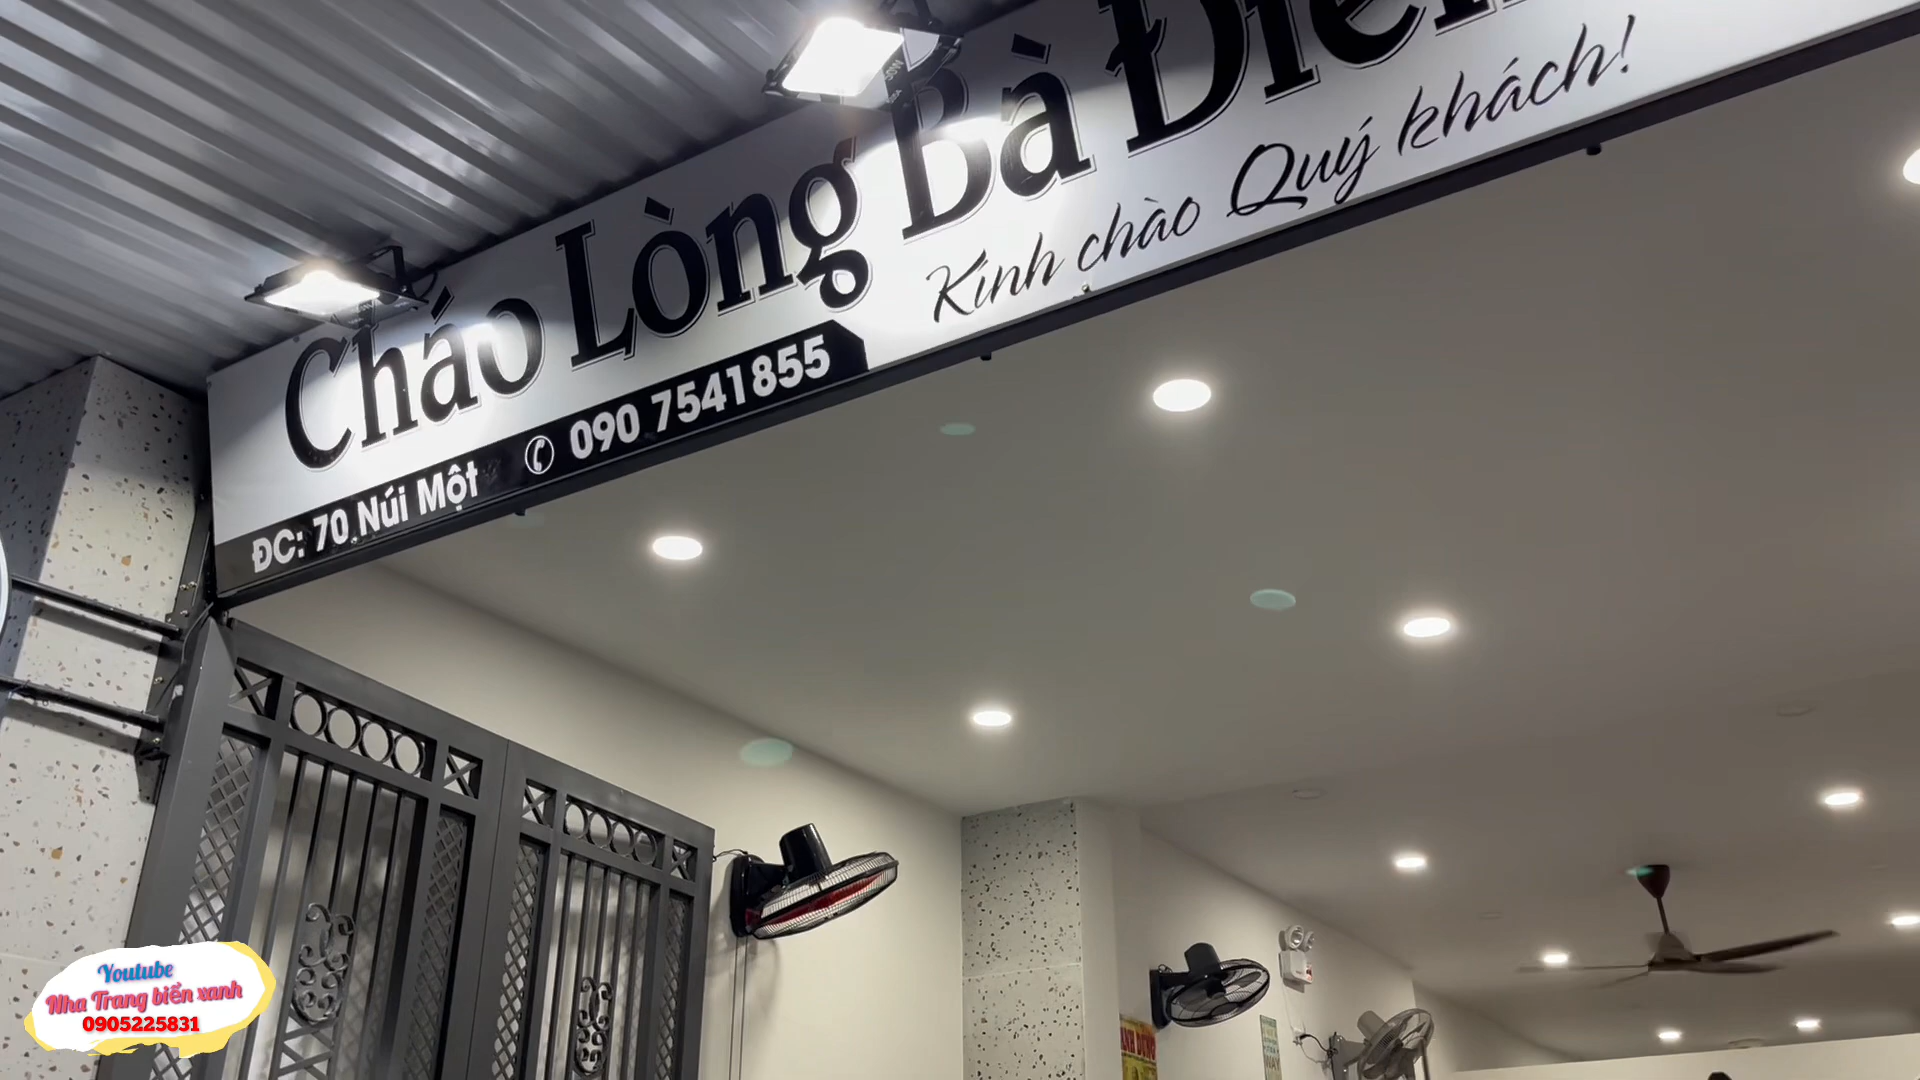 Cháo Lòng Bà
Kính chào Quý khách!
ĐC: 70 Núi Một 090 7541855
Youtube
Nha Trang biển xanh
0905225831